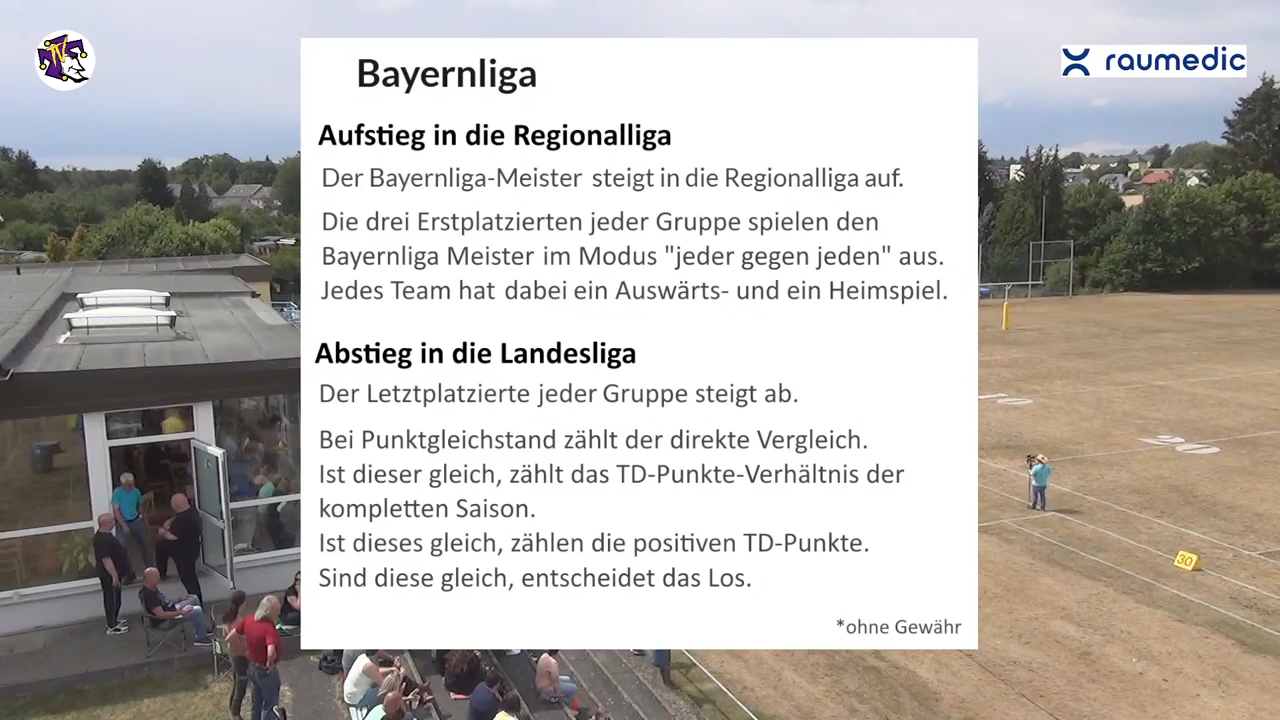 TV
raumedic
Bayernliga
Aufstieg in die Regionalliga
Der Bayernliga-Meister steigt in die Regionalliga auf.
Die drei Erstplatzierten jeder Gruppe spielen den
Bayernliga Meister im Modus "jeder gegen jeden" aus.
Jedes Team hat dabei ein Auswärts- und ein Heimspiel.
Abstieg in die Landesliga
Der Letztplatzierte jeder Gruppe steigt ab.
Bei Punktgleichstand zählt der direkte Vergleich.
Ist dieser gleich, zählt das TD-Punkte-Verhältnis der
kompletten Saison.
Ist dieses gleich, zählen die positiven TD-Punkte.
Sind diese gleich, entscheidet das Los.
*ohne Gewähr
10
20
30